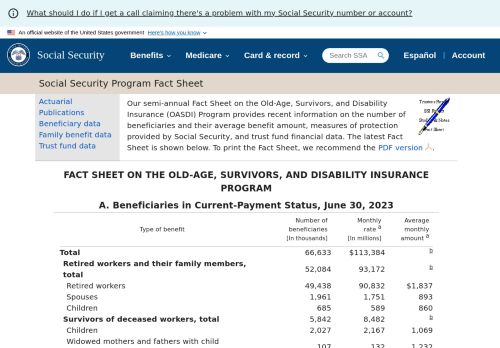 What should I do if I get a call claiming there's a problem with my Social Security number or account?
An official website of the United States government Here's how you know
Social Security
Benefits Medicare Card & record Search SSA Español Account
Social Security Program Fact Sheet
Actuarial
Publications
Beneficiary data
Family benefit data
Trust fund data
Our semi-annual Fact Sheet on the Old-Age, Survivors, and Disability
Insurance (OASDI) Program provides recent information on the number of
beneficiaries and their average benefit amount, measures of protection
provided by Social Security, and trust fund financial data. The latest Fact
Sheet is shown below. To print the Fact Sheet, we recommend the PDF version .
FACT SHEET ON THE OLD-AGE, SURVIVORS, AND DISABILITY INSURANCE
PROGRAM
A. Beneficiaries in Current-Payment Status, June 30, 2023
Type of benefit
Number of
beneficiaries
[In thousands]
Monthly
rate a
[In millions]
Average
monthly
amount a
Total 66,633 $113,384 b
Retired workers and their family members,
total 52,084 93,172 b
Retired workers 49,438 90,832 $1,837
Spouses 1,961 1,751 893
Children 685 589 860
Survivors of deceased workers, total 5,842 8,482 b
Children 2,027 2,167 1,069
Widowed mothers and fathers with child
107 132 1,232